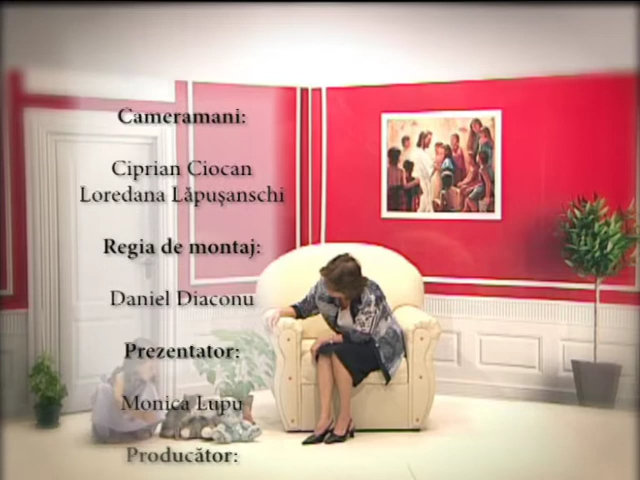 Cameramani:
Ciprian Ciocan
Loredana Lăpușanschi
Regia de montaj:
Daniel Diaconu
Prezentator:
Monica Lupu
Producător: